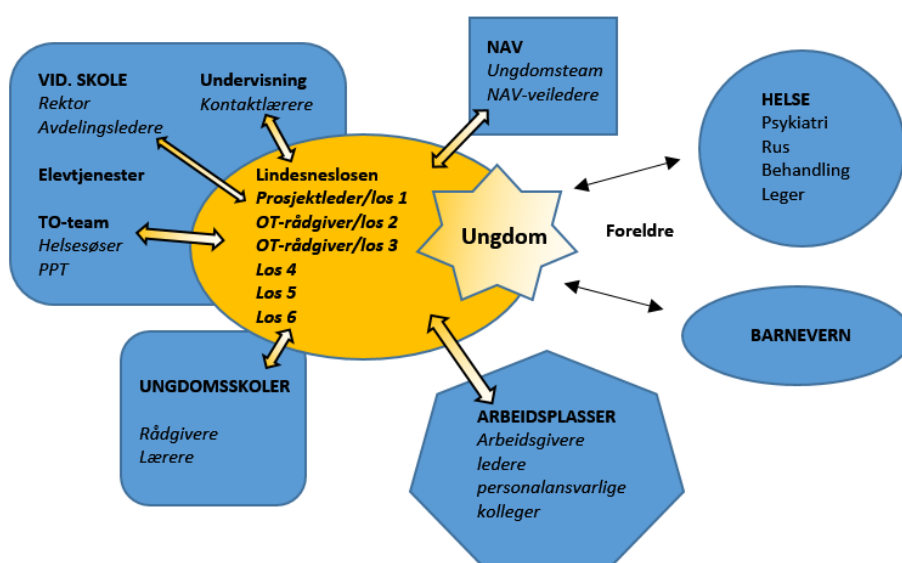 VID. SKOLE
Rektor
Avdelingsledere
Elevtjenester
TO-team
Helsesøser
PPT
Undervisning
Kontaktlærere
NAV
Ungdomsteam
NAV-veiledere
HELSE
Psykiatri
Rus
Behandling
Leger
Lindesneslosen
Prosjektleder/los 1
OT-rådgiver/los 2
OT-rådgiver/los 3
Los 4
Los 5
Los 6
Ungdom
Foreldre
BARNEVERN
UNGDOMSSKOLER
Rådgivere
Lærere
ARBEIDSPLASSER
Arbeidsgivere
ledere
personalansvarlige
kolleger